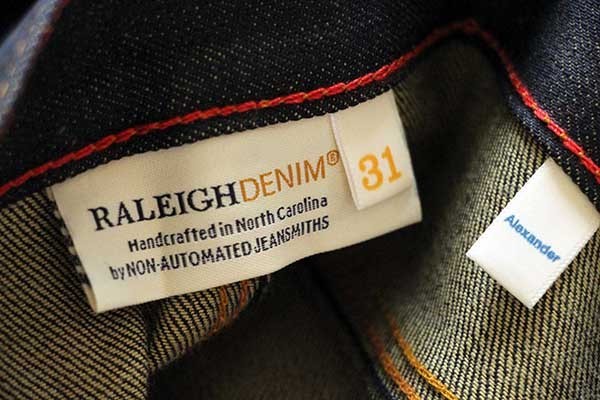 RALEIGHDENIM®
31
Handcrafted in North Carolina
by NON-AUTOMATED JEANSMITHS
Alexander